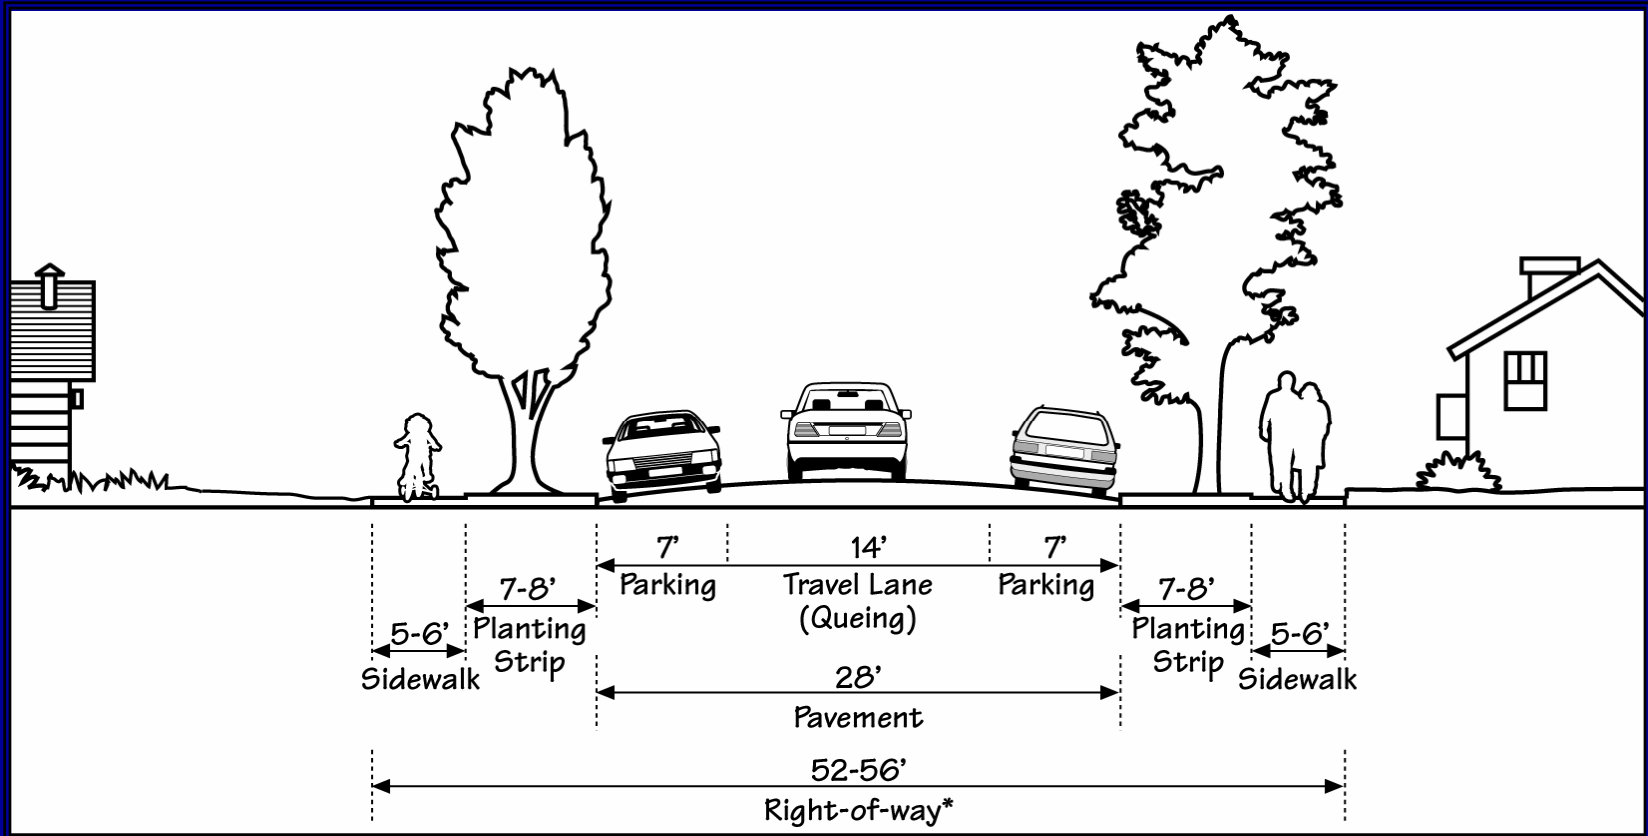 7’ 14’ 7’
Parking Travel Lane Parking
(Queing)
7-8’ 7-8’
Planting Planting
Strip Strip
5-6’ 5-6’
Sidewalk Sidewalk
28’
Pavement
52-56’
Right-of-way*